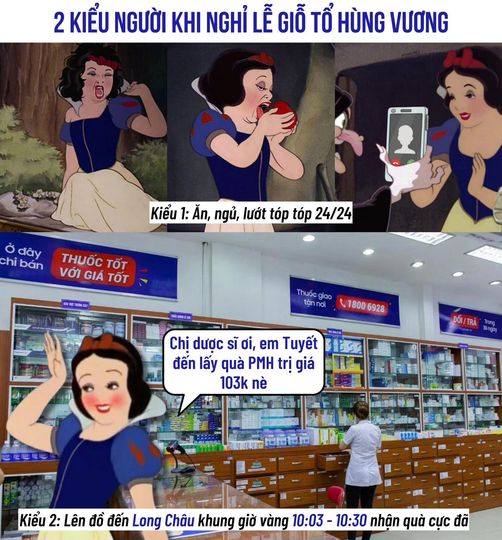 2 KIỂU NGƯỜI KHI NGHỈ LỄ GIỖ TỔ HÙNG VƯƠNG
Kiểu 1: Ăn, ngủ, lướt tóp tóp 24/24
Ở đây
chỉ bán
THUỐC TỐT
VỚI GIÁ TỐT
Thuốc giao
tận nơi
1800 6928
ĐỔI / TRẢ
Trong
30 ngày
Chị dược sĩ ơi, em Tuyết
đến lấy quà PMH trị giá
103k nè
Kiểu 2: Lên đồ đến Long Châu khung giờ vàng 10:03 - 10:30 nhận quà cực đã